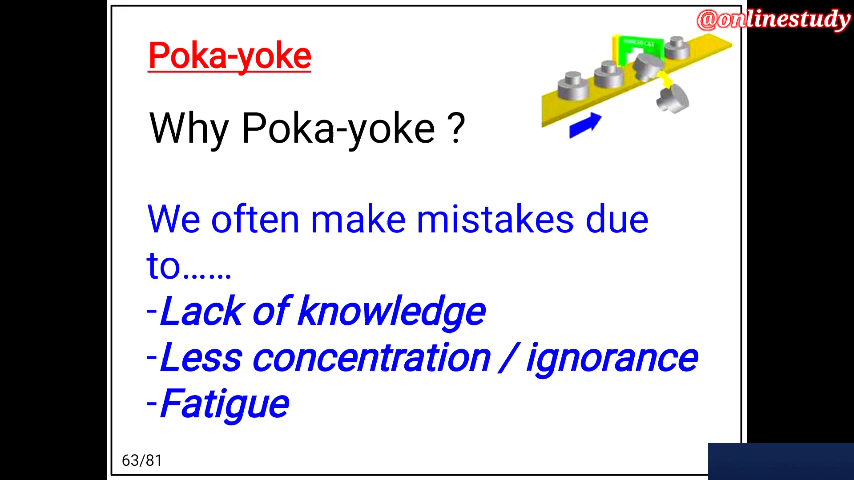 @onlinestudy
Poka-yoke
Why Poka-yoke ?
We often make mistakes due
to......
-Lack of knowledge
-Less concentration / ignorance
-Fatigue
63/81